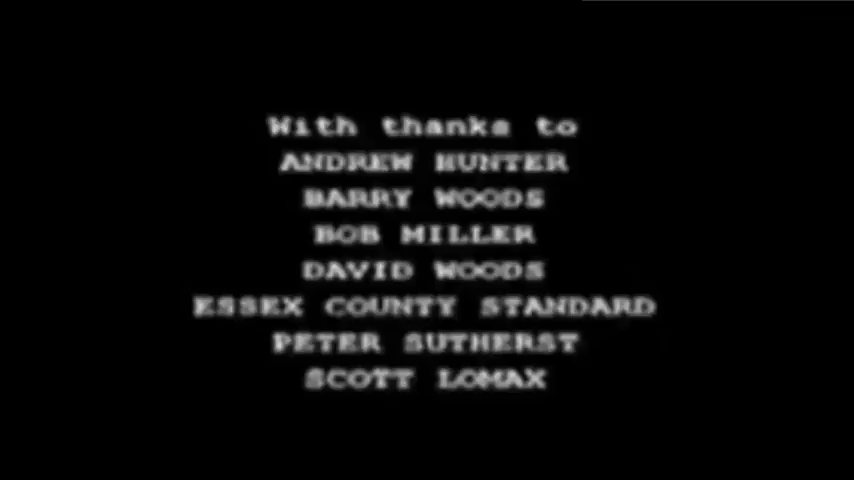 With thanks to
ANDREW HUNTER
BARRY WOODS
BOB MILLER
DAVID WOODS
ESSEX COUNTY STANDARD
PETER SUTHERST
SCOTT LOMAX